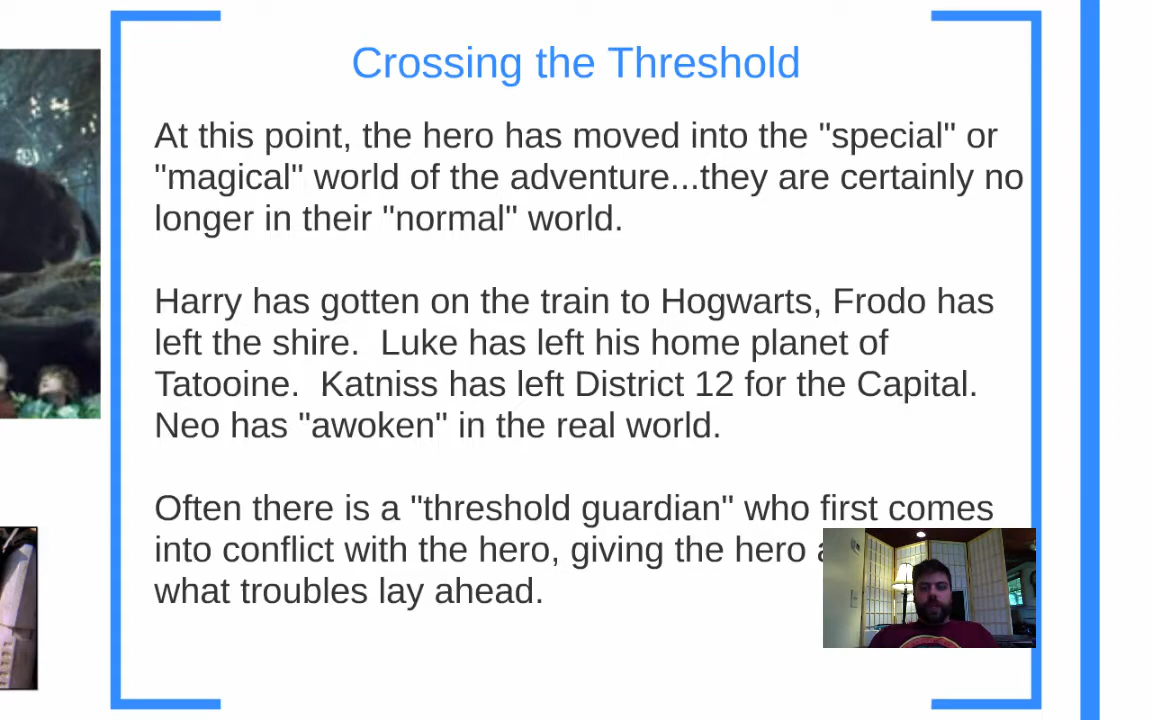 Crossing the Threshold
At this point, the hero has moved into the "special" or
"magical" world of the adventure...they are certainly no
longer in their "normal" world.
Harry has gotten on the train to Hogwarts, Frodo has
left the shire.  Luke has left his home planet of
Tatooine.  Katniss has left District 12 for the Capital.
Neo has "awoken" in the real world.
Often there is a "threshold guardian" who first comes
into conflict with the hero, giving the hero
what troubles lay ahead.